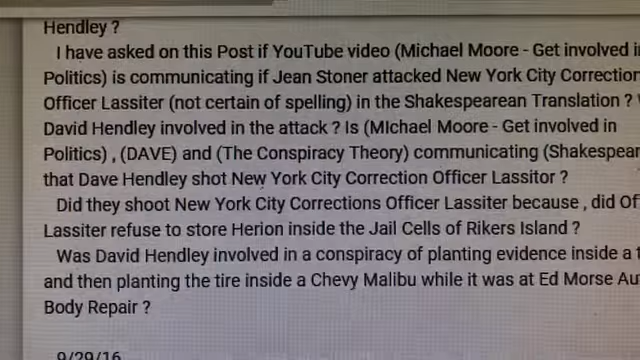 Hendley ?
I have asked on this Post if YouTube video (Michael Moore - Get involved in
Politics) is communicating if Jean Stoner attacked New York City Correction
Officer Lassiter (not certain of spelling) in the Shakespearean Translation ?
David Hendley involved in the attack ? Is (MIchael Moore - Get involved in
Politics) , (DAVE) and (The Conspiracy Theory) communicating (Shakespear
that Dave Hendley shot New York City Correction Officer Lassitor ?
Did they shoot New York City Corrections Officer Lassiter because , did Of
Lassiter refuse to store Herion inside the Jail Cells of Rikers Island ?
Was David Hendley involved in a conspiracy of planting evidence inside a t
and then planting the tire inside a Chevy Malibu while it was at Ed Morse Au
Body Repair ?
9/29/16